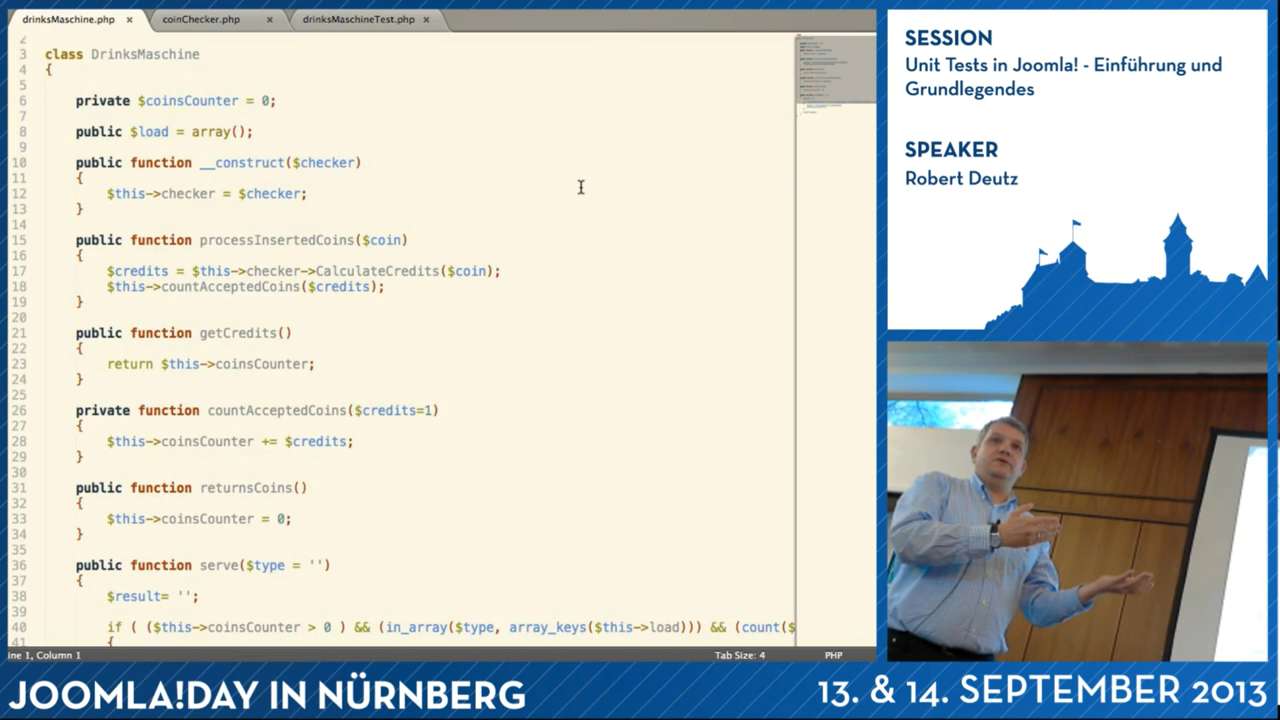 drinksMaschine.php × coinChecker.php × drinksMaschineTest.php ×
2
3 class DrinksMaschine
4 {
5
6 private $coinsCounter = 0;
7
8 public $load = array();
9
10 public function __construct($checker)
11 {
12 $this->checker = $checker;
13 }
14
15 public function processInsertedCoins($coin)
16 {
17 $credits = $this->checker->CalculateCredits($coin);
18 $this->countAcceptedCoins($credits);
19 }
20
21 public function getCredits()
22 {
23 return $this->coinsCounter;
24 }
25
26 private function countAcceptedCoins($credits=1)
27 {
28 $this->coinsCounter += $credits;
29 }
30
31 public function returnsCoins()
32 {
33 $this->coinsCounter = 0;
34 }
35
36 public function serve($type = '')
37 {
38 $result= '';
39
40 if ( ($this->coinsCounter > 0 ) && (in_array($type, array_keys($this->load))) && (count($
41 {
ine 1, Column 1 Tab Size: 4 PHP
SESSION
Unit Tests in Joomla! - Einführung und
Grundlegendes
SPEAKER
Robert Deutz
JOOMLA!DAY IN NÜRNBERG
13. & 14. SEPTEMBER 2013